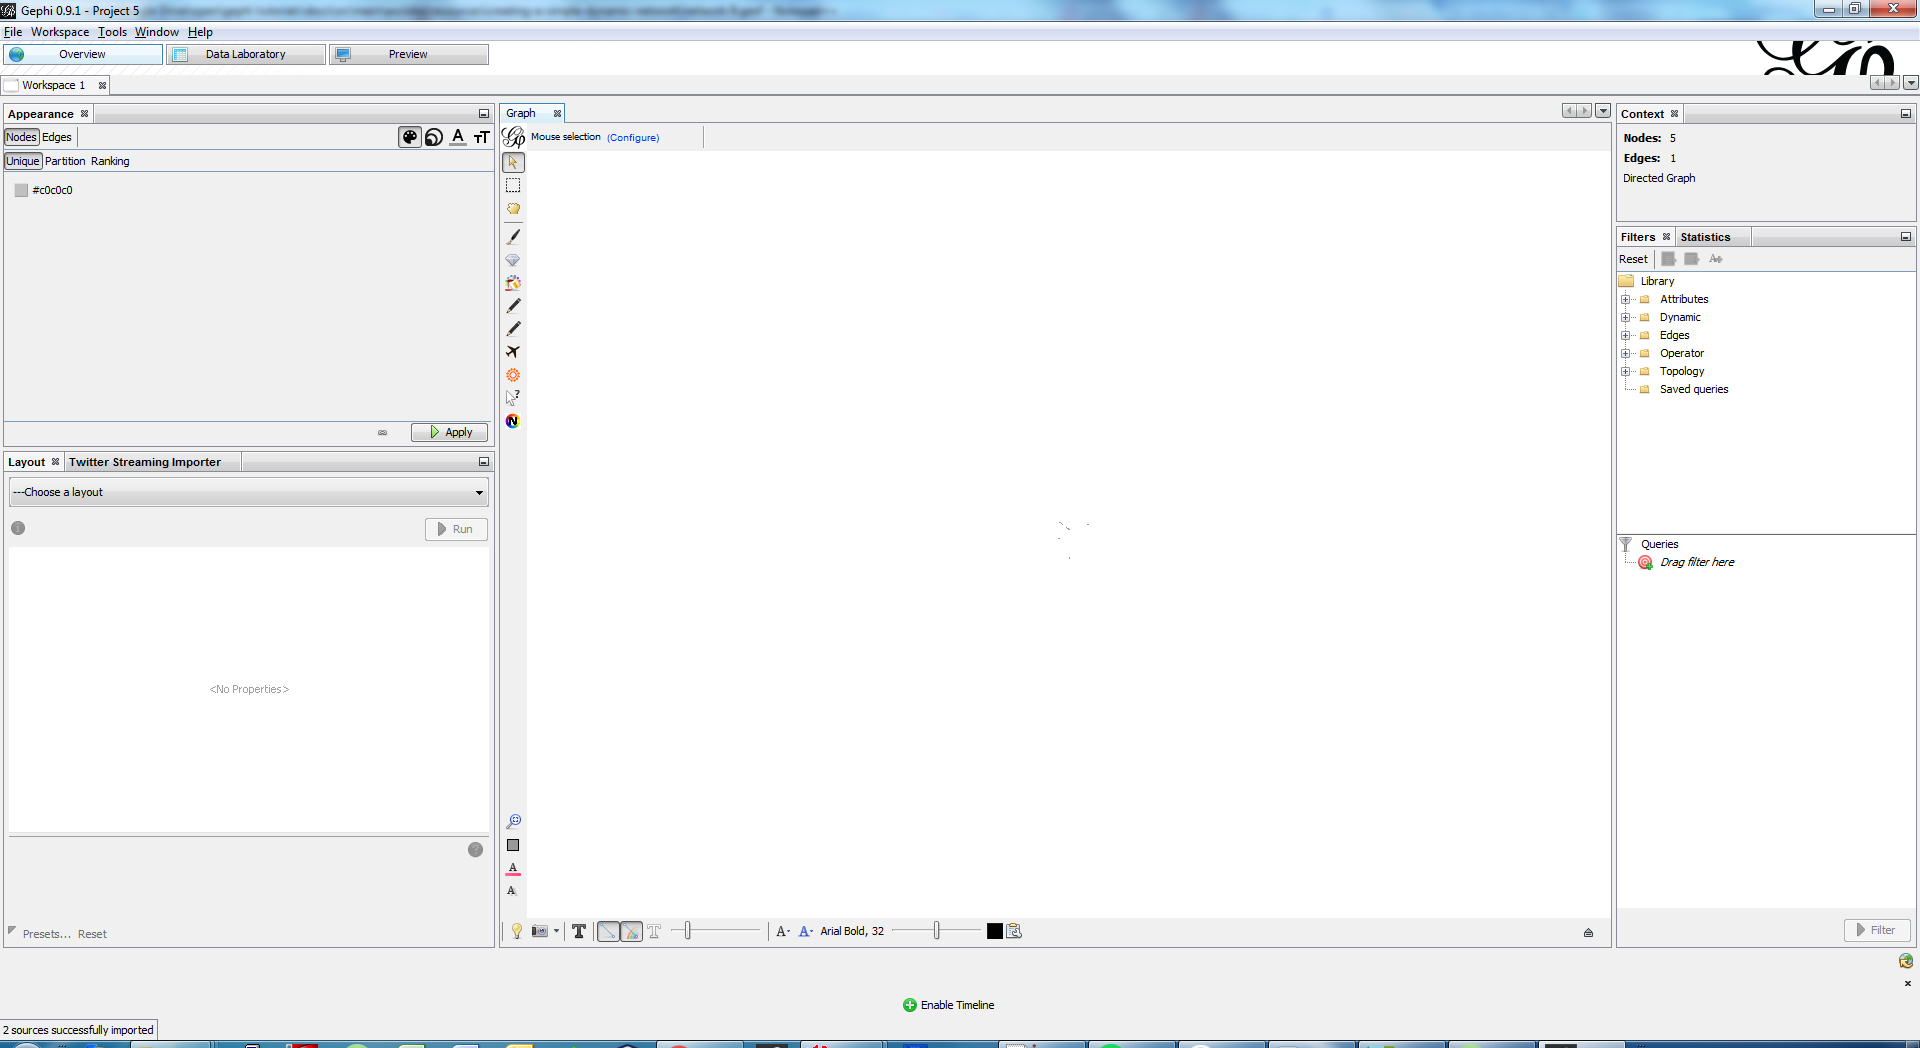 Gephi 0.9.1 - Project 5
File Workspace Tools Window Help
Overview Data Laboratory Preview
Workspace 1
Appearance
Nodes Edges
Unique Partition Ranking
#c0c0c0
Apply
Layout Twitter Streaming Importer
---Choose a layout
Run
<No Properties>
Presets... Reset
Graph
Mouse selection (Configure)
Arial Bold, 32
Context
Nodes: 5
Edges: 1
Directed Graph
Filters Statistics
Reset
Library
Attributes
Dynamic
Edges
Operator
Topology
Saved queries
Queries
Drag filter here
Filter
Enable Timeline
2 sources successfully imported